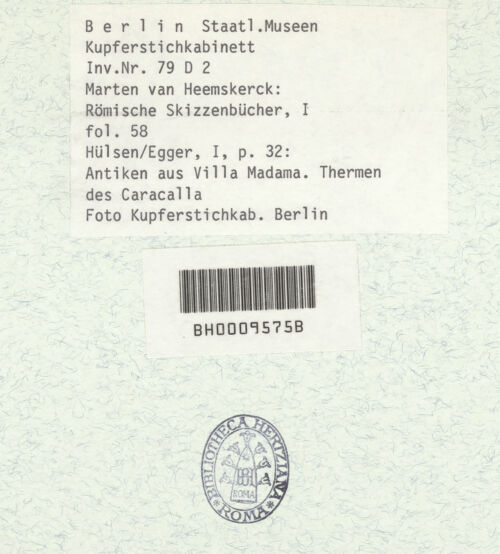 B e r l i n  Staatl.Museen
Kupferstichkabinett
Inv.Nr. 79 D 2
Marten van Heemskerck:
Römische Skizzenbücher, I
fol. 58
Hülsen/Egger, I, p. 32:
Antiken aus Villa Madama. Thermen
des Caracalla
Foto Kupferstichkab. Berlin
BH0009575B
*BIBLIOTHECA HERTZIANA*
ROMA
ROMA